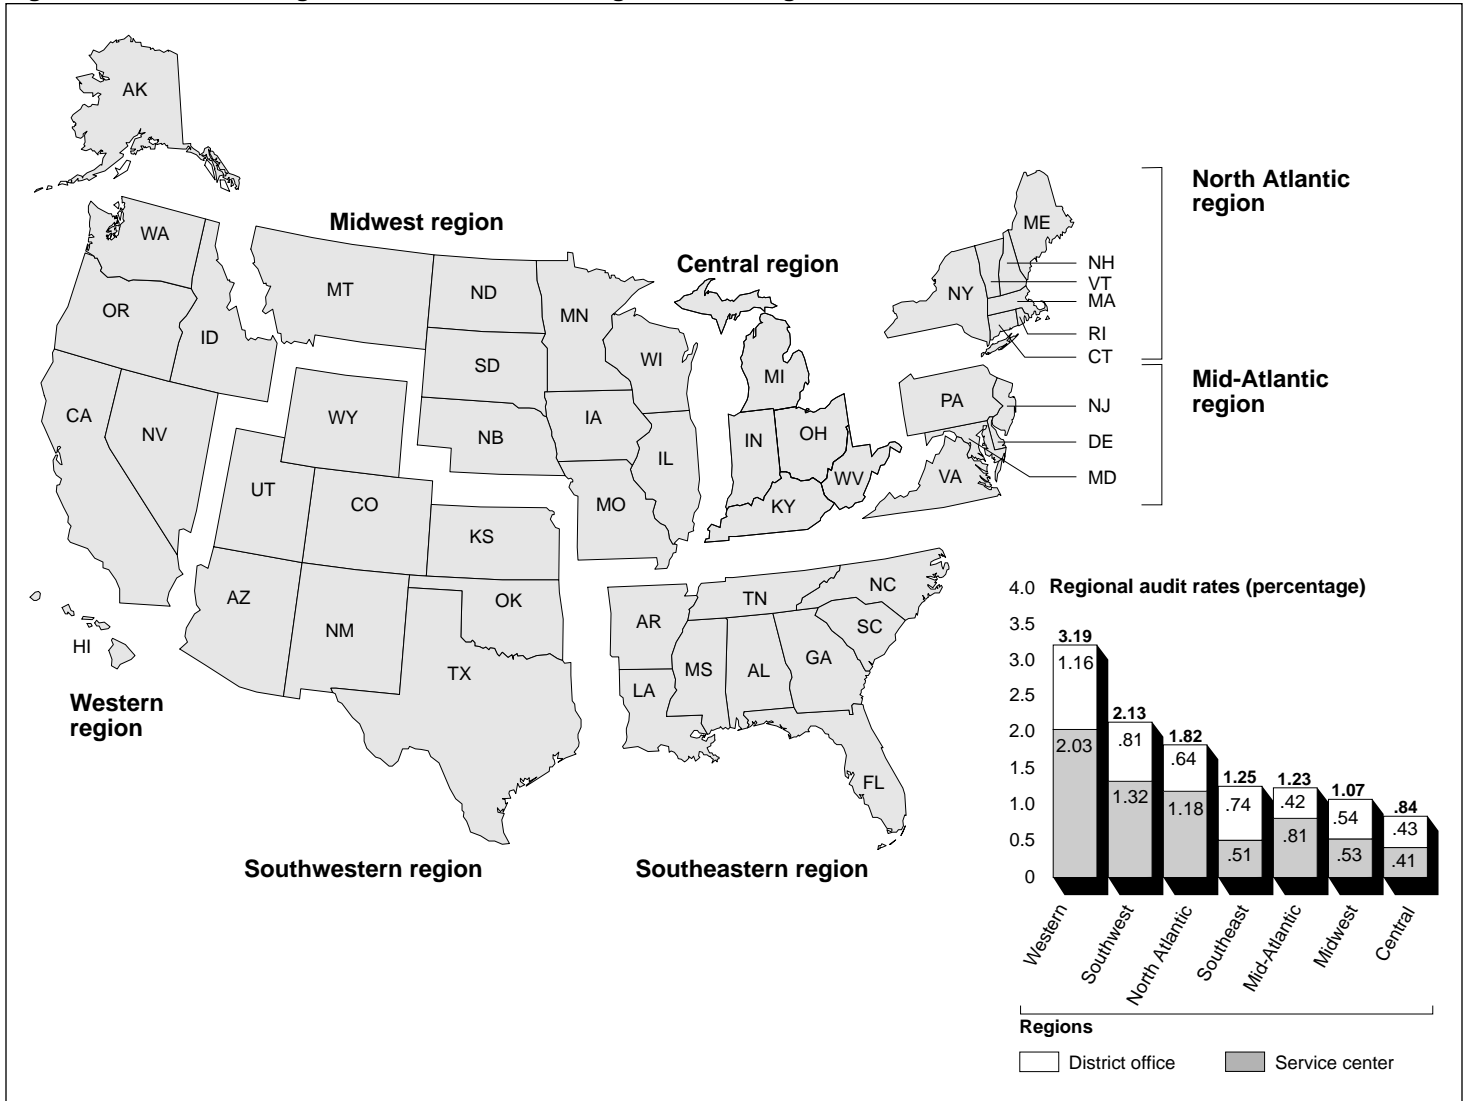 AK
Midwest region
Central region
North Atlantic
region
ME
WA
MT
ND
MN
NH
VT
MA
NY
OR
ID
RI
CT
WI
SD
MI
Mid-Atlantic
region
CA
NV
WY
NB
IA
IL
IN
OH
PA
NJ
DE
MD
UT
CO
KS
MO
WV
KY
VA
AZ
NM
OK
TX
AR
TN
NC
SC
MS
AL
GA
LA
FL
HI
Western
region
Southwestern region
Southeastern region
Regional audit rates (percentage)
4.0
3.5
3.0
2.5
2.0
1.5
1.0
0.5
0
3.19
1.16
2.03
2.13
.81
1.32
1.82
.64
1.18
1.25
.74
.51
1.23
.42
.81
1.07
.54
.53
.84
.43
.41
Western
Southwest
North Atlantic
Southeast
Mid-Atlantic
Midwest
Central
Regions
District office
Service center